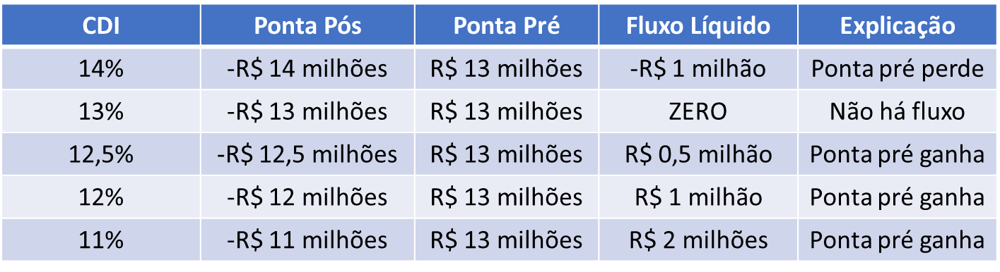 CDI Ponta Pós Ponta Pré Fluxo Líquido Explicação
14% -R$ 14 milhões R$ 13 milhões -R$ 1 milhão Ponta pré perde
13% -R$ 13 milhões R$ 13 milhões ZERO Não há fluxo
12,5% -R$ 12,5 milhões R$ 13 milhões R$ 0,5 milhão Ponta pré ganha
12% -R$ 12 milhões R$ 13 milhões R$ 1 milhão Ponta pré ganha
11% -R$ 11 milhões R$ 13 milhões R$ 2 milhões Ponta pré ganha